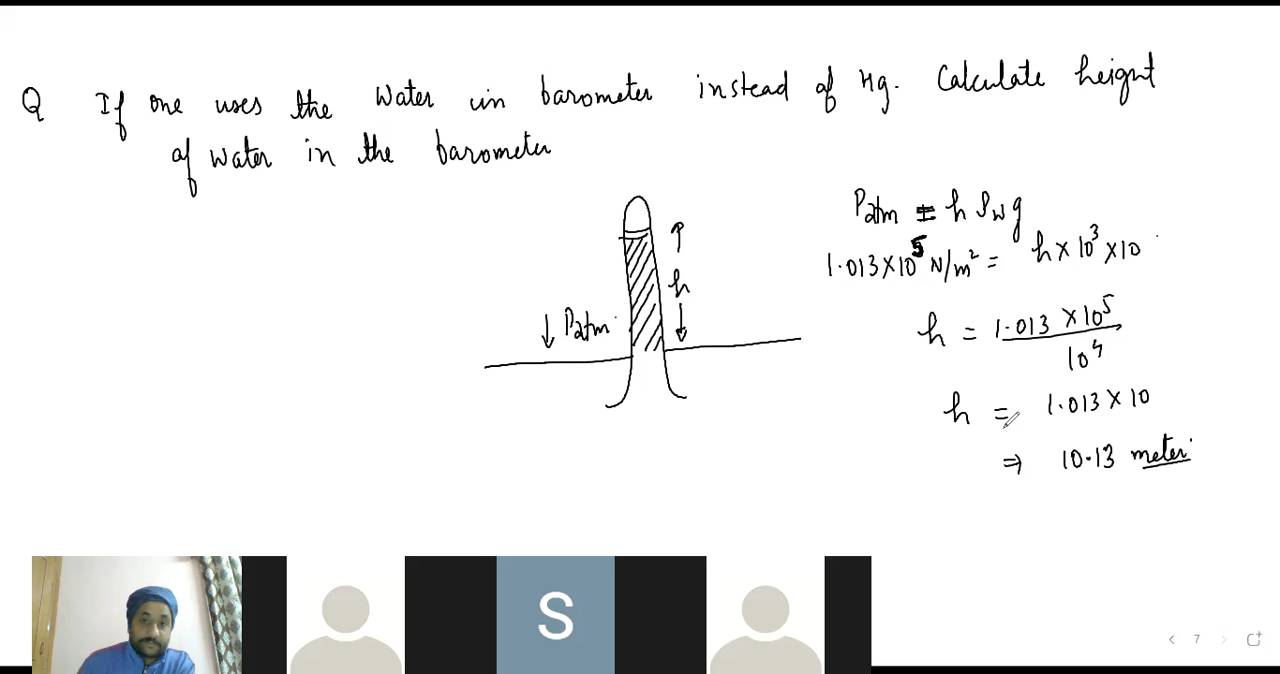 Q If one uses the Water in barometer instead of Hg. Calculate height
of water in the barometer
Patm = h ρw g
1.013×10⁵ N/m² = h×10³×10
h = 1.013 ×10⁵
10⁴
h = 1.013×10
⇒ 10.13 meter
↓ Patm
h
S
7